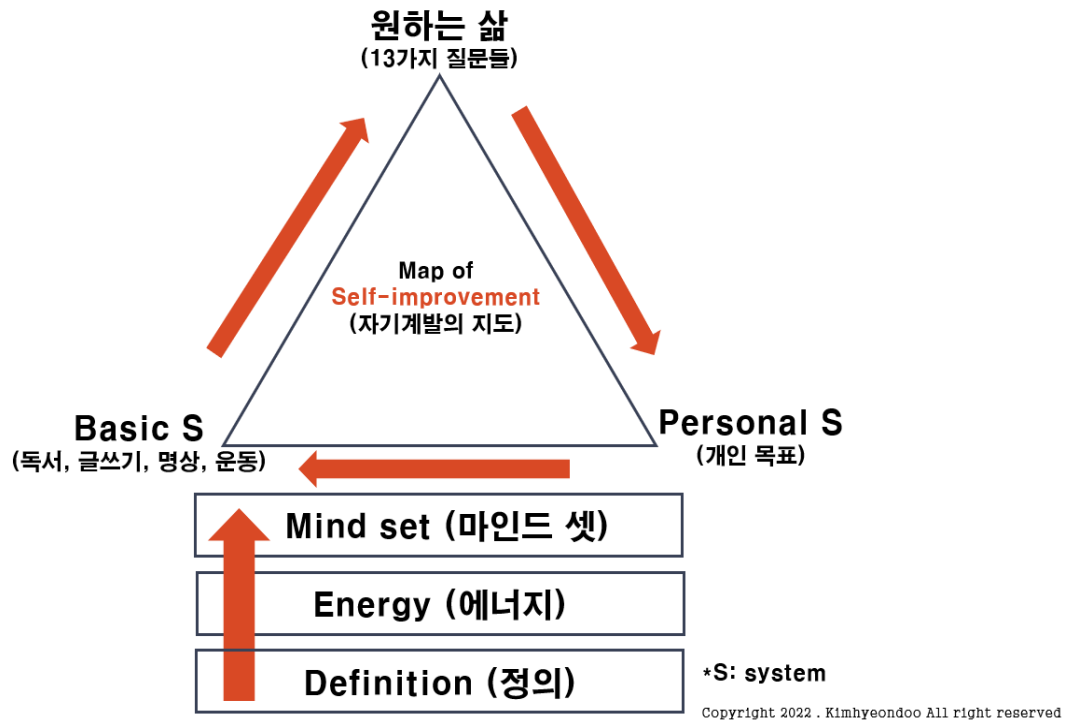 원하는 삶
(13가지 질문들)
Map of
Self-improvement
(자기계발의 지도)
Basic S
(독서, 글쓰기, 명상, 운동)
Personal S
(개인 목표)
Mind set (마인드 셋)
Energy (에너지)
Definition (정의)
*S: system
Copyright 2022 . Kimhyeondoo All right reserved